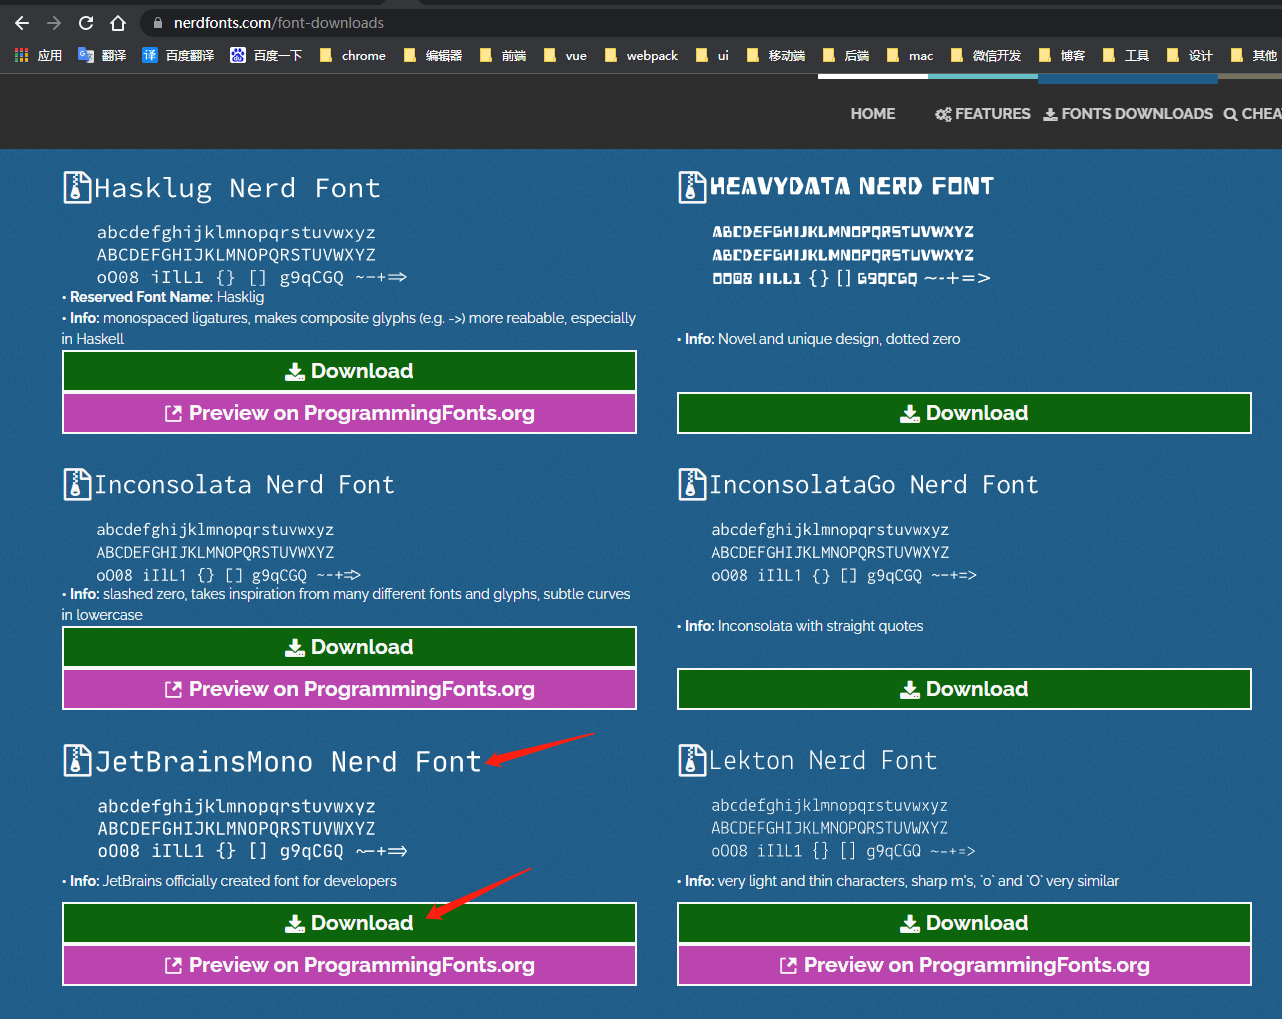 nerdfonts.com/font-downloads
应用 翻译 译 百度翻译 百度一下 chrome 编辑器 前端 vue webpack ui 移动端 后端 mac 微信开发 博客 工具 设计 其他
HOME FEATURES FONTS DOWNLOADS CHEA
Hasklug Nerd Font
abcdefghijklmnopqrstuvwxyz
ABCDEFGHIJKLMNOPQRSTUVWXYZ
oO08 iIlL1 {} [] g9qCGQ ~-+=>
• Reserved Font Name: Hasklig
• Info: monospaced ligatures, makes composite glyphs (e.g. ->) more reabable, especially
in Haskell
Download
Preview on ProgrammingFonts.org
HEAVYDATA NERD FONT
ABCDEFGHIJKLMNOPQRSTUVWXYZ
ABCDEFGHIJKLMNOPQRSTUVWXYZ
OO08 IILL1 {} [] G9QCGQ ~-+=>
• Info: Novel and unique design, dotted zero
Download
Inconsolata Nerd Font
abcdefghijklmnopqrstuvwxyz
ABCDEFGHIJKLMNOPQRSTUVWXYZ
oO08 iIlL1 {} [] g9qCGQ ~-+=>
• Info: slashed zero, takes inspiration from many different fonts and glyphs, subtle curves
in lowercase
Download
Preview on ProgrammingFonts.org
InconsolataGo Nerd Font
abcdefghijklmnopqrstuvwxyz
ABCDEFGHIJKLMNOPQRSTUVWXYZ
oO08 iIlL1 {} [] g9qCGQ ~-+=>
• Info: Inconsolata with straight quotes
Download
JetBrainsMono Nerd Font
abcdefghijklmnopqrstuvwxyz
ABCDEFGHIJKLMNOPQRSTUVWXYZ
oO08 iIlL1 {} [] g9qCGQ ~-+=>
• Info: JetBrains officially created font for developers
Download
Preview on ProgrammingFonts.org
Lekton Nerd Font
abcdefghijklmnopqrstuvwxyz
ABCDEFGHIJKLMNOPQRSTUVWXYZ
oO08 iIlL1 {} [] g9qCGQ ~-+=>
• Info: very light and thin characters, sharp m's, `o` and `O` very similar
Download
Preview on ProgrammingFonts.org